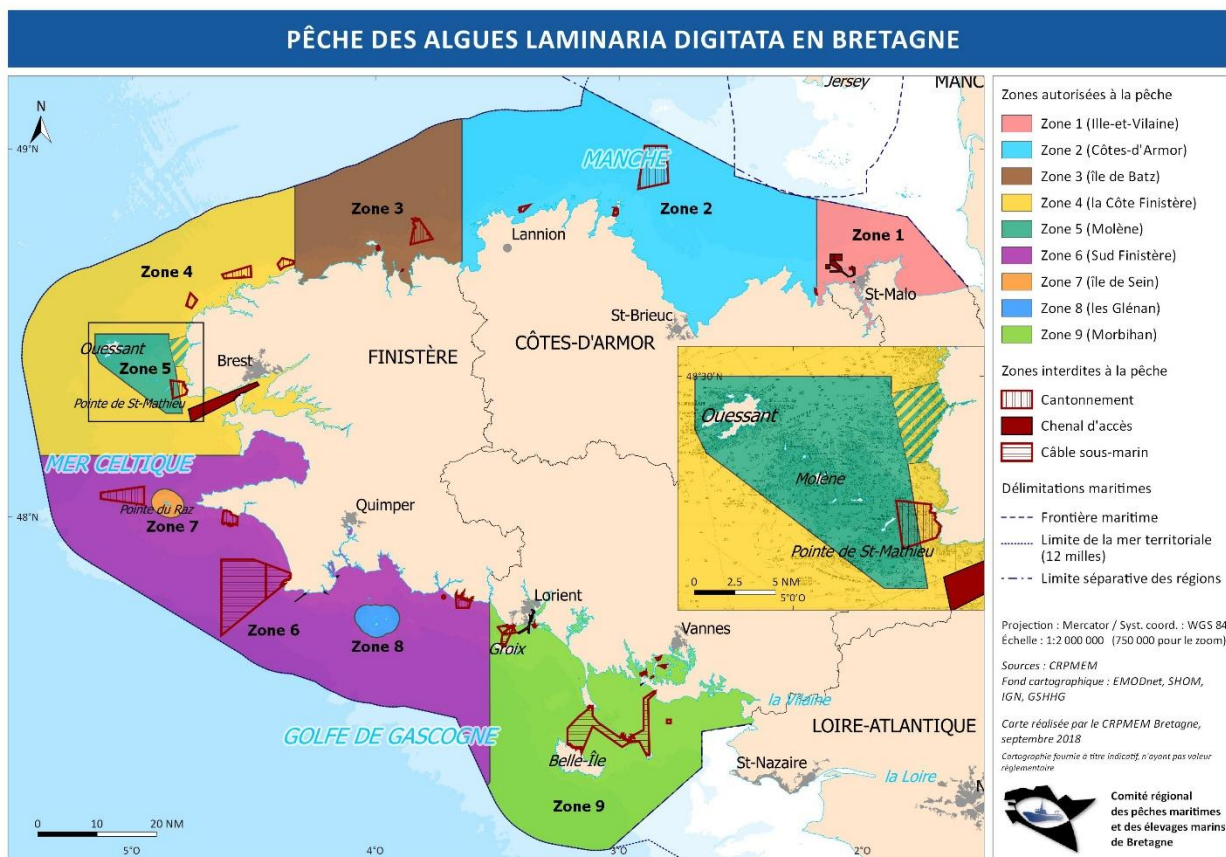 PÊCHE DES ALGUES LAMINARIA DIGITATA EN BRETAGNE
N
Jersey
MANC
49°N
MANCHE
Zone 3
Zone 2
Zone 1
Zone 4
Lannion
St-Malo
St-Brieuc
Ouessant
Zone 5
Brest
FINISTÈRE
CÔTES-D'ARMOR
Pointe de St-Mathieu
48°30'N
Ouessant
Molène
Pointe de St-Mathieu
0 2.5 5 NM
5°0'O
MER CELTIQUE
48°N
Pointe du Raz
Zone 7
Quimper
Lorient
Zone 6
Zone 8
Groix
Vannes
la Vilaine
GOLFE DE GASCOGNE
LOIRE-ATLANTIQUE
Belle-Île
St-Nazaire
la Loire
N
Zone 9
0 10 20 NM
5°O
4°O
3°O
2°O
Zones autorisées à la pêche
Zone 1 (Ille-et-Vilaine)
Zone 2 (Côtes-d'Armor)
Zone 3 (île de Batz)
Zone 4 (la Côte Finistère)
Zone 5 (Molène)
Zone 6 (Sud Finistère)
Zone 7 (île de Sein)
Zone 8 (les Glénan)
Zone 9 (Morbihan)
Zones interdites à la pêche
Cantonnement
Chenal d'accès
Câble sous-marin
Délimitations maritimes
Frontière maritime
Limite de la mer territoriale
(12 milles)
Limite séparative des régions
Projection : Mercator / Syst. coord. : WGS 84
Échelle : 1:2 000 000 (750 000 pour le zoom)
Sources : CRPMEM
Fond cartographique : EMODnet, SHOM,
IGN, GSHHG
Carte réalisée par le CRPMEM Bretagne,
septembre 2018
Cartographie fournie à titre indicatif, n'ayant pas valeur
réglementaire
Comité régional
des pêches maritimes
et des élevages marins
de Bretagne